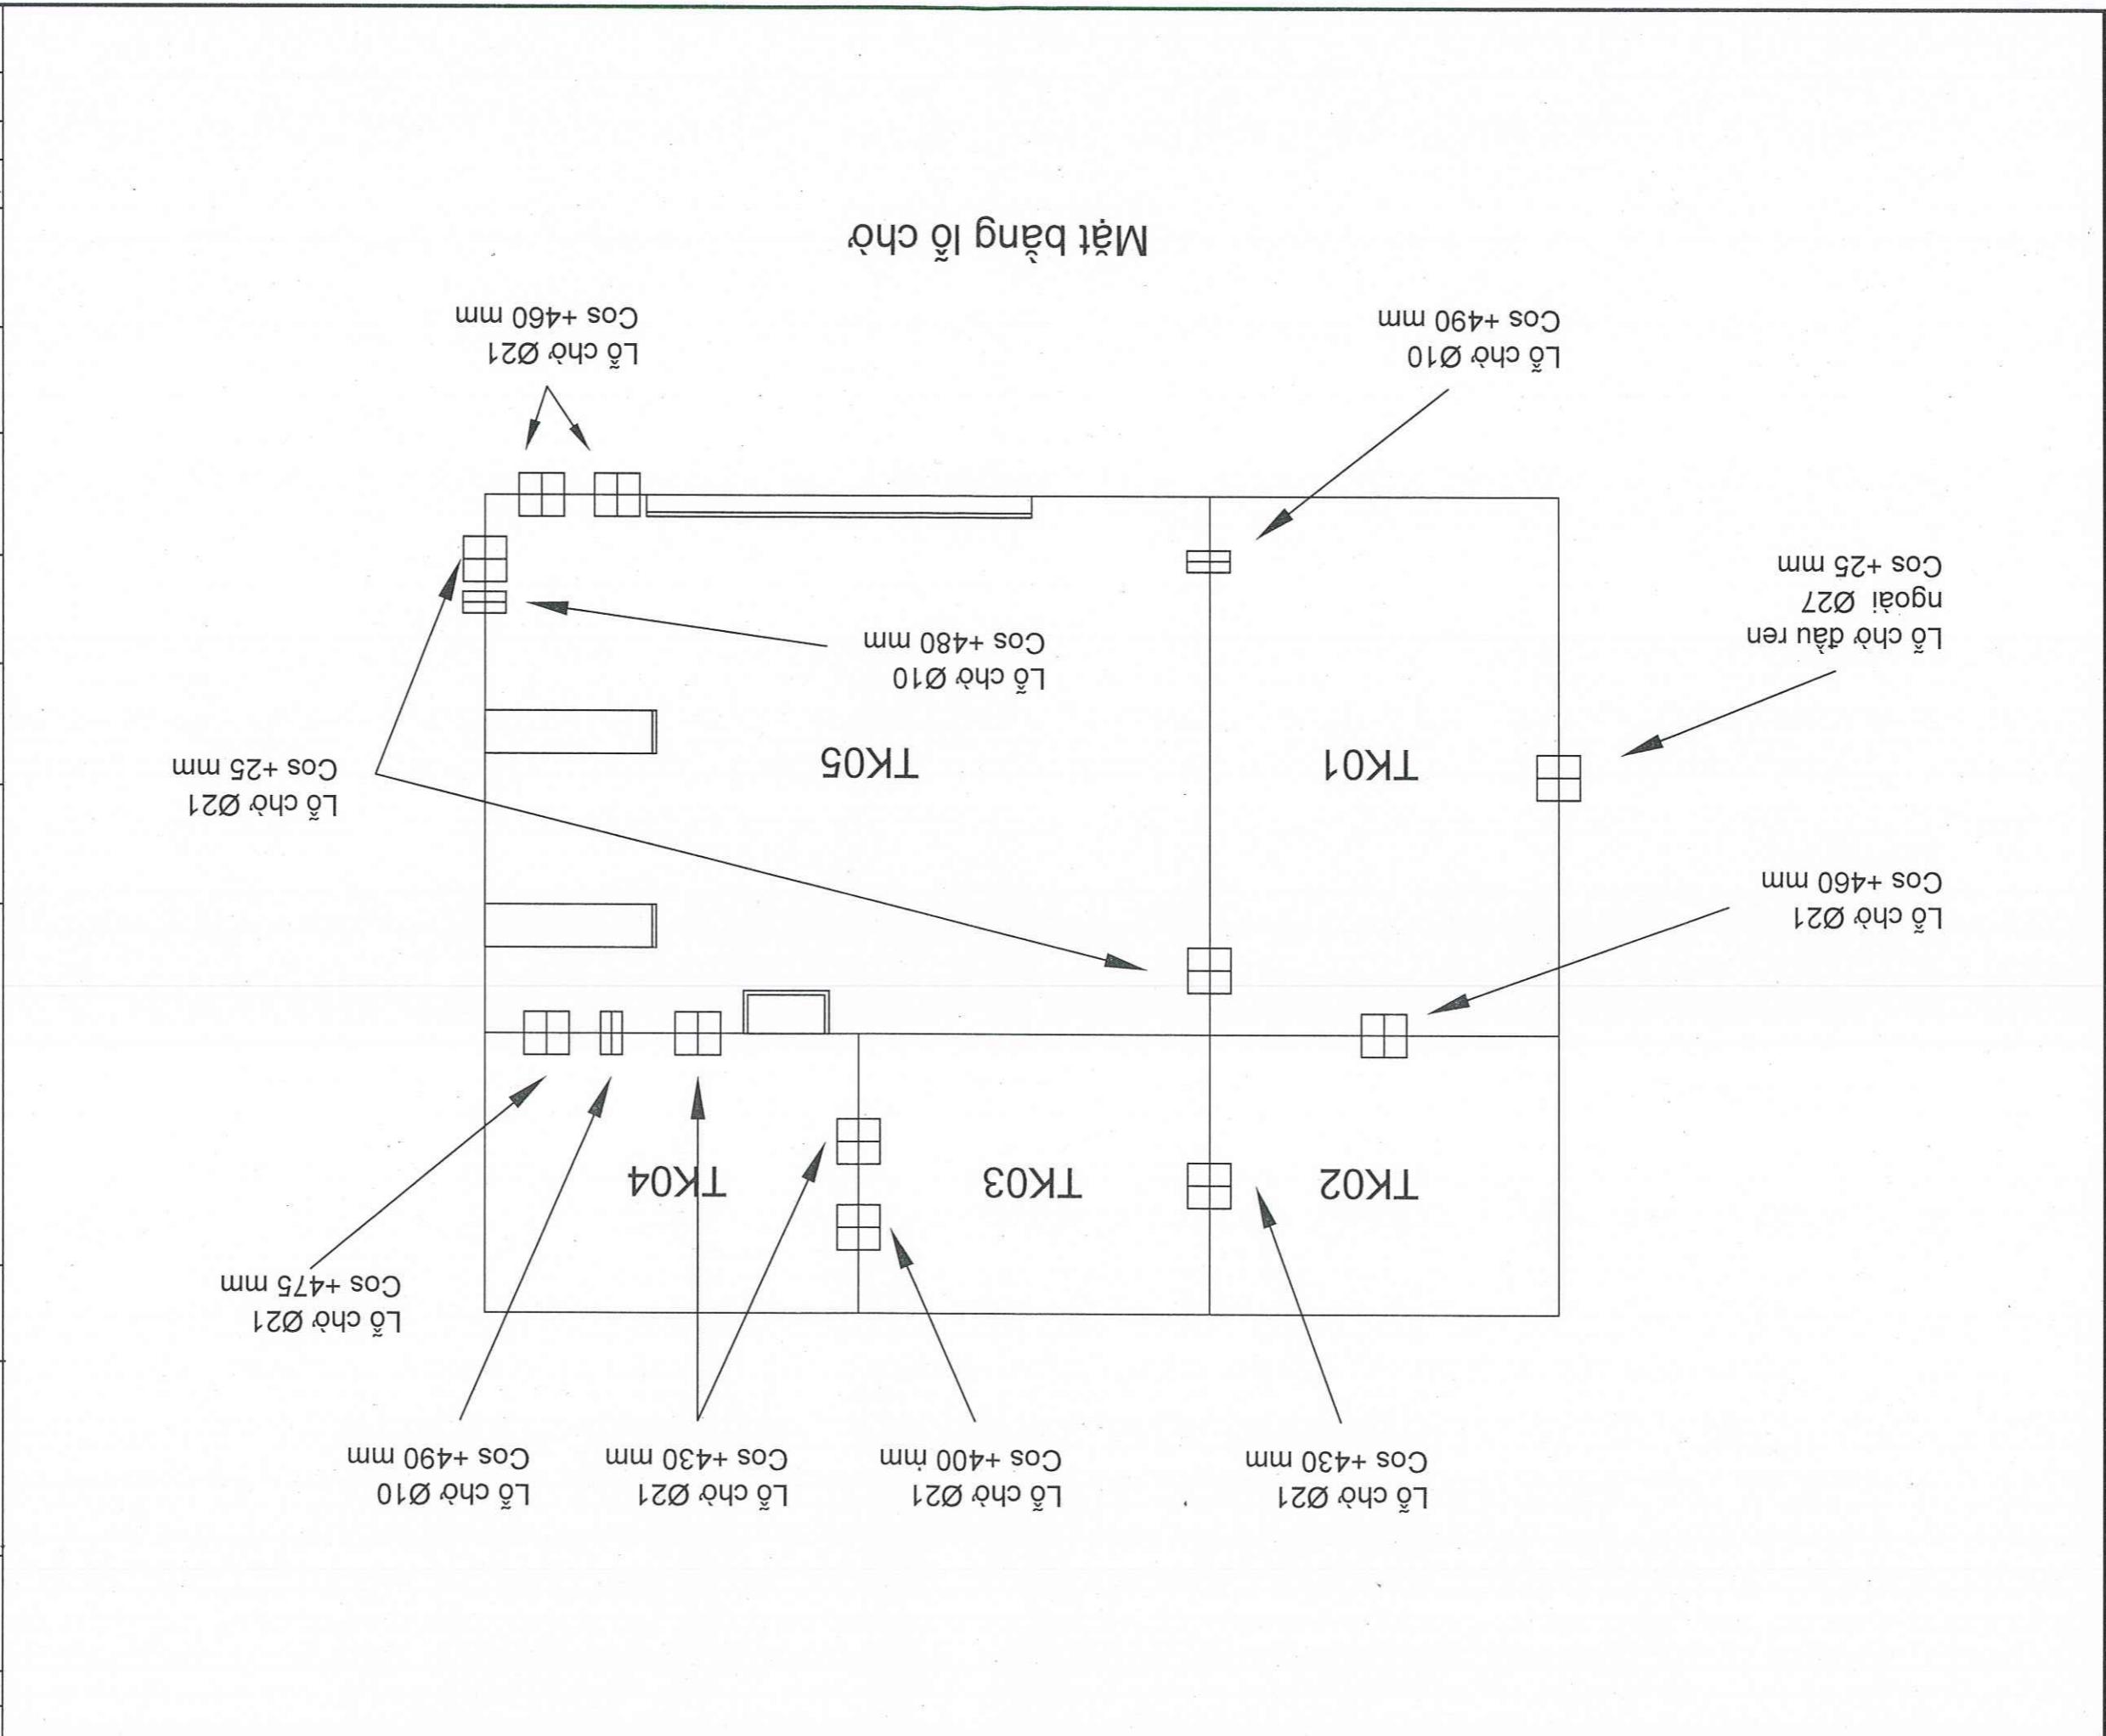 Lỗ chờ Ø21
Cos +430 mm
Lỗ chờ Ø21
Cos +400 mm
Lỗ chờ Ø21
Cos +430 mm
Lỗ chờ Ø10
Cos +490 mm
Lỗ chờ Ø21
Cos +475 mm
TK02
TK03
TK04
Lỗ chờ Ø21
Cos +460 mm
Lỗ chờ Ø21
Cos +25 mm
TK01
TK05
Lỗ chờ đầu ren
ngoài Ø27
Cos +25 mm
Lỗ chờ Ø10
Cos +480 mm
Lỗ chờ Ø10
Cos +490 mm
Lỗ chờ Ø21
Cos +460 mm
Mặt bằng lỗ chờ